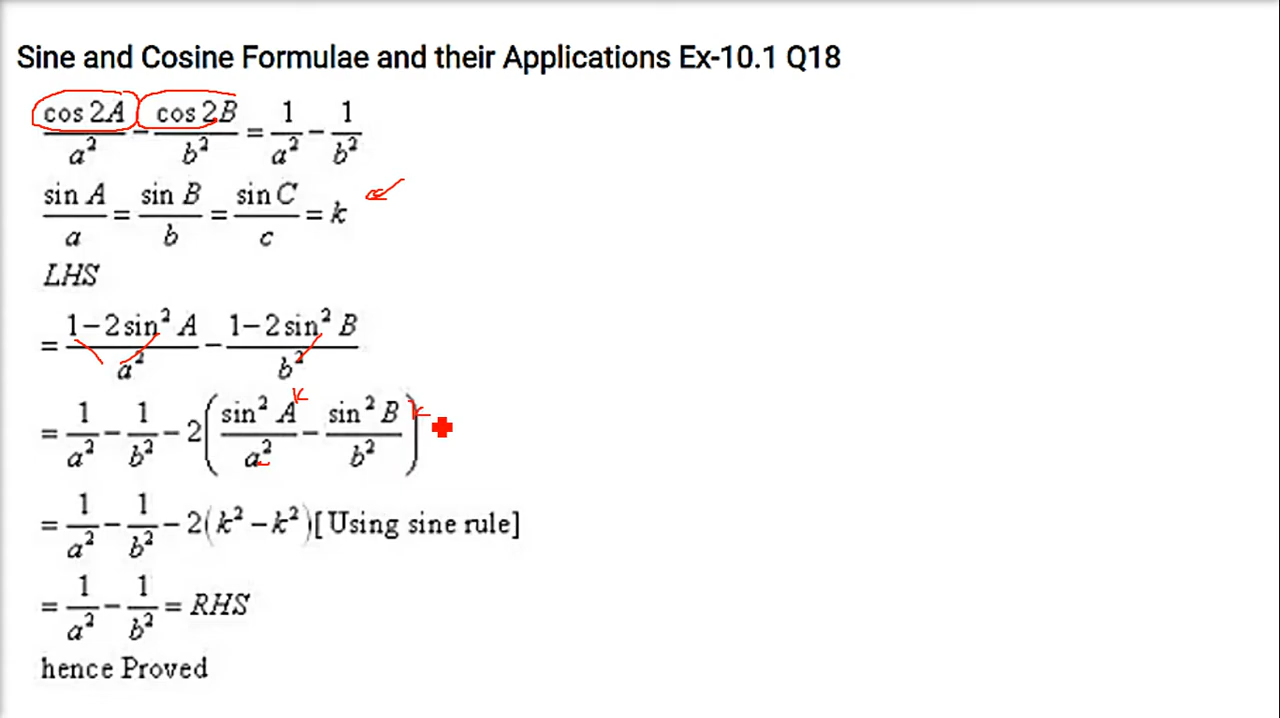 Sine and Cosine Formulae and their Applications Ex-10.1 Q18
cos 2A/a² − cos 2B/b² = 1/a² − 1/b²
sin A/a = sin B/b = sin C/c = k
LHS
= (1−2 sin² A)/a² − (1−2 sin² B)/b²
= 1/a² − 1/b² − 2(sin² A/a² − sin² B/b²)
= 1/a² − 1/b² − 2(k² − k²)[Using sine rule]
= 1/a² − 1/b² = RHS
hence Proved